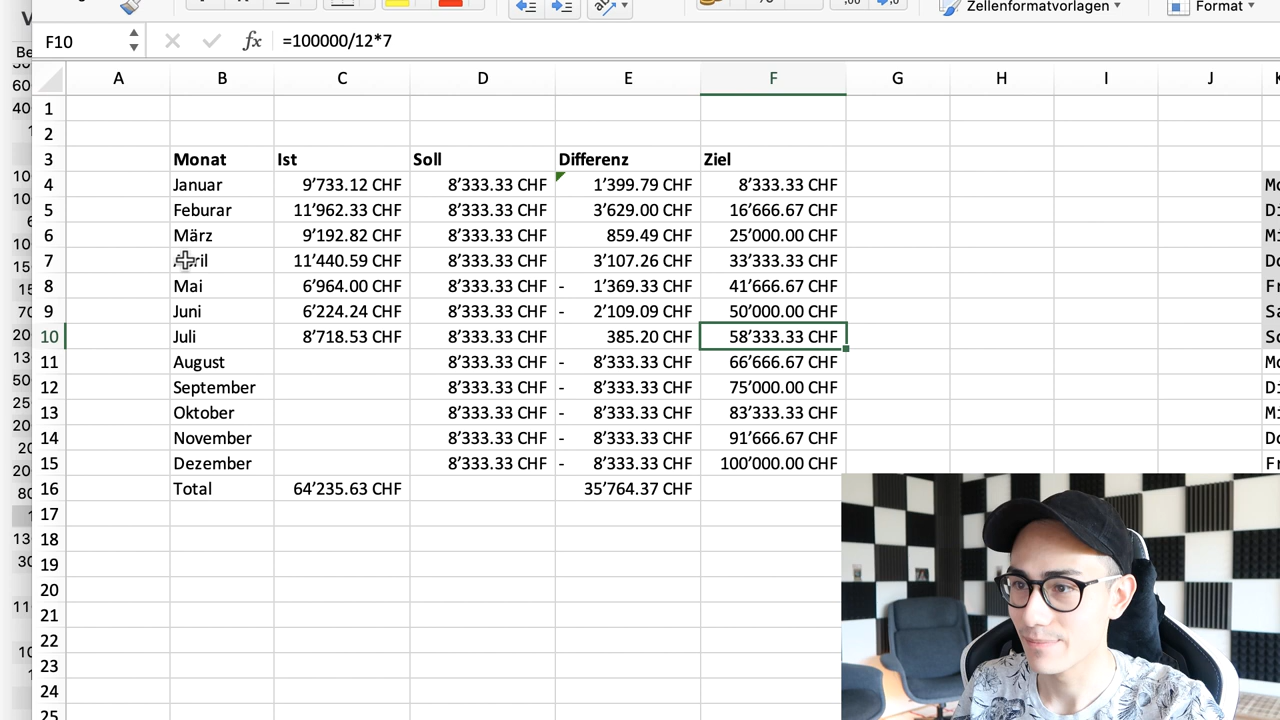 Zellenformatvorlagen
Format
F10
fx
=100000/12*7
A B C D E F G H I J K
1
2
3 Monat Ist Soll Differenz Ziel
4 Januar 9’733.12 CHF 8’333.33 CHF 1’399.79 CHF 8’333.33 CHF
5 Feburar 11’962.33 CHF 8’333.33 CHF 3’629.00 CHF 16’666.67 CHF
6 März 9’192.82 CHF 8’333.33 CHF 859.49 CHF 25’000.00 CHF
7 April 11’440.59 CHF 8’333.33 CHF 3’107.26 CHF 33’333.33 CHF
8 Mai 6’964.00 CHF 8’333.33 CHF - 1’369.33 CHF 41’666.67 CHF
9 Juni 6’224.24 CHF 8’333.33 CHF - 2’109.09 CHF 50’000.00 CHF
10 Juli 8’718.53 CHF 8’333.33 CHF 385.20 CHF 58’333.33 CHF
11 August 8’333.33 CHF - 8’333.33 CHF 66’666.67 CHF
12 September 8’333.33 CHF - 8’333.33 CHF 75’000.00 CHF
13 Oktober 8’333.33 CHF - 8’333.33 CHF 83’333.33 CHF
14 November 8’333.33 CHF - 8’333.33 CHF 91’666.67 CHF
15 Dezember 8’333.33 CHF - 8’333.33 CHF 100’000.00 CHF
16 Total 64’235.63 CHF 35’764.37 CHF
17
18
19
20
21
22
23
24
25